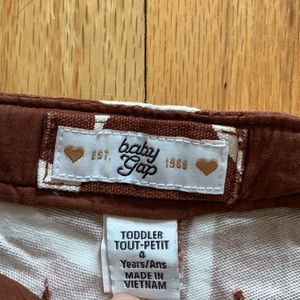 baby
EST. Gap 1969
TODDLER
TOUT-PETIT
4
Years/Ans
MADE IN
VIETNAM